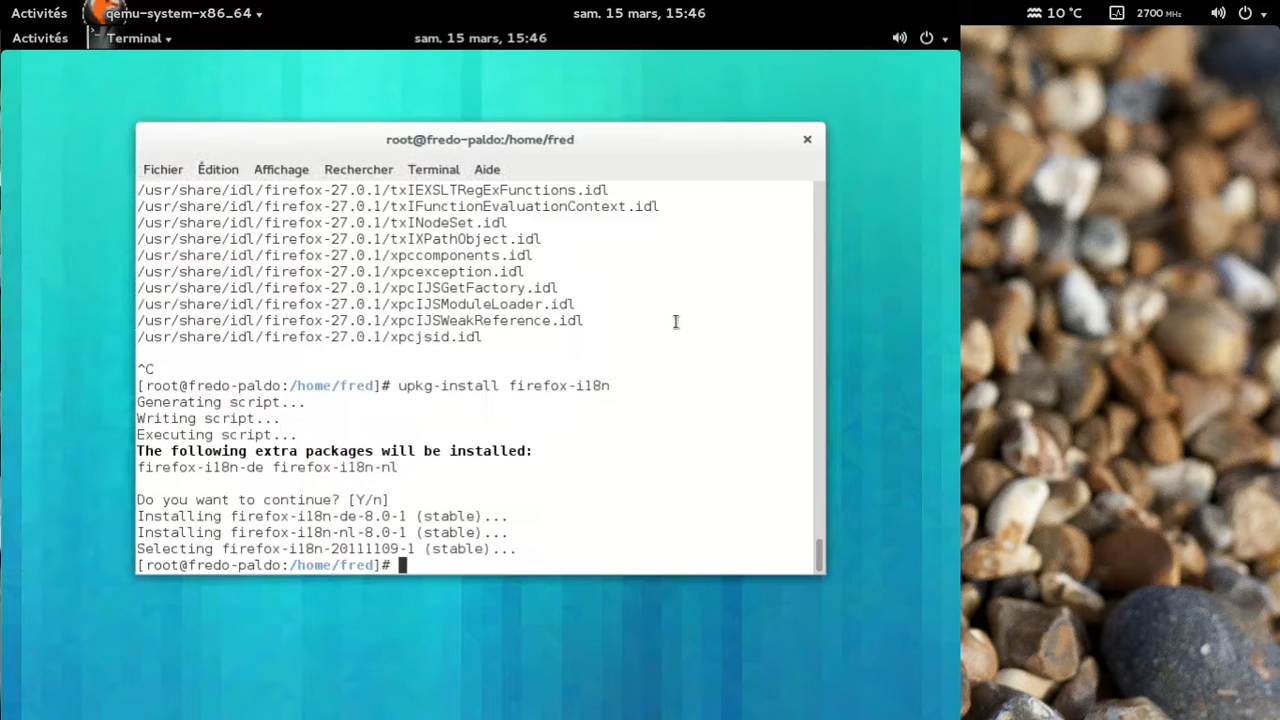 Activités qemu-system-x86_64 sam. 15 mars, 15:46 10 °C 2700 MHz
Activités Terminal sam. 15 mars, 15:46
root@fredo-paldo:/home/fred
Fichier Édition Affichage Rechercher Terminal Aide
/usr/share/idl/firefox-27.0.1/txIEXSLTRegExFunctions.idl
/usr/share/idl/firefox-27.0.1/txIFunctionEvaluationContext.idl
/usr/share/idl/firefox-27.0.1/txINodeSet.idl
/usr/share/idl/firefox-27.0.1/txIXPathObject.idl
/usr/share/idl/firefox-27.0.1/xpccomponents.idl
/usr/share/idl/firefox-27.0.1/xpcexception.idl
/usr/share/idl/firefox-27.0.1/xpcIJSGetFactory.idl
/usr/share/idl/firefox-27.0.1/xpcIJSModuleLoader.idl
/usr/share/idl/firefox-27.0.1/xpcIJSWeakReference.idl
/usr/share/idl/firefox-27.0.1/xpcjsid.idl
^C
[root@fredo-paldo:/home/fred]# upkg-install firefox-i18n
Generating script...
Writing script...
Executing script...
The following extra packages will be installed:
firefox-i18n-de firefox-i18n-nl
Do you want to continue? [Y/n]
Installing firefox-i18n-de-8.0-1 (stable)...
Installing firefox-i18n-nl-8.0-1 (stable)...
Selecting firefox-i18n-20111109-1 (stable)...
[root@fredo-paldo:/home/fred]#